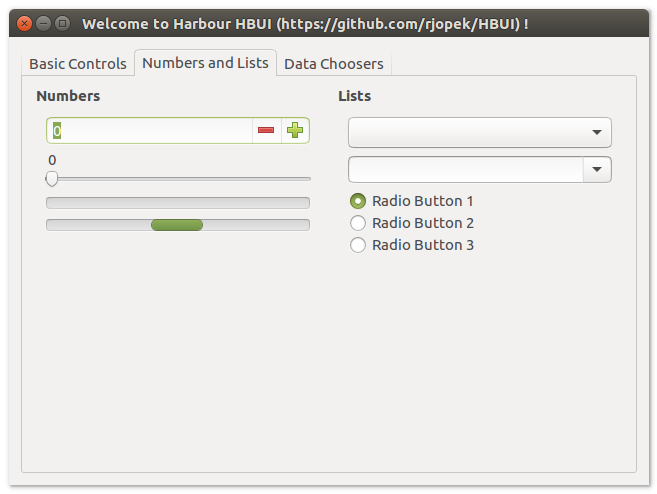 Welcome to Harbour HBUI (https://github.com/rjopek/HBUI) !
Basic Controls
Numbers and Lists
Data Choosers
Numbers
Lists
0
0
Radio Button 1
Radio Button 2
Radio Button 3